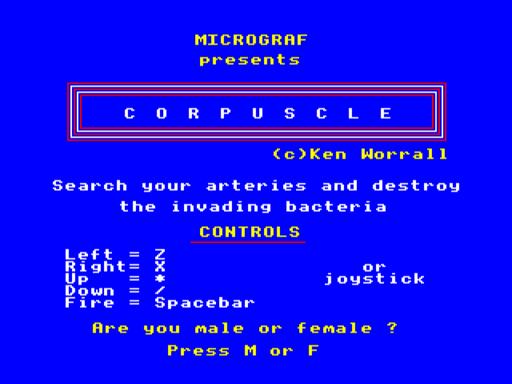 MICROGRAF
presents
C O R P U S C L E
(c)Ken Worrall
Search your arteries and destroy
the invading bacteria
CONTROLS
Left = Z
Right= X or
Up = * joystick
Down = /
Fire = Spacebar
Are you male or female ?
Press M or F